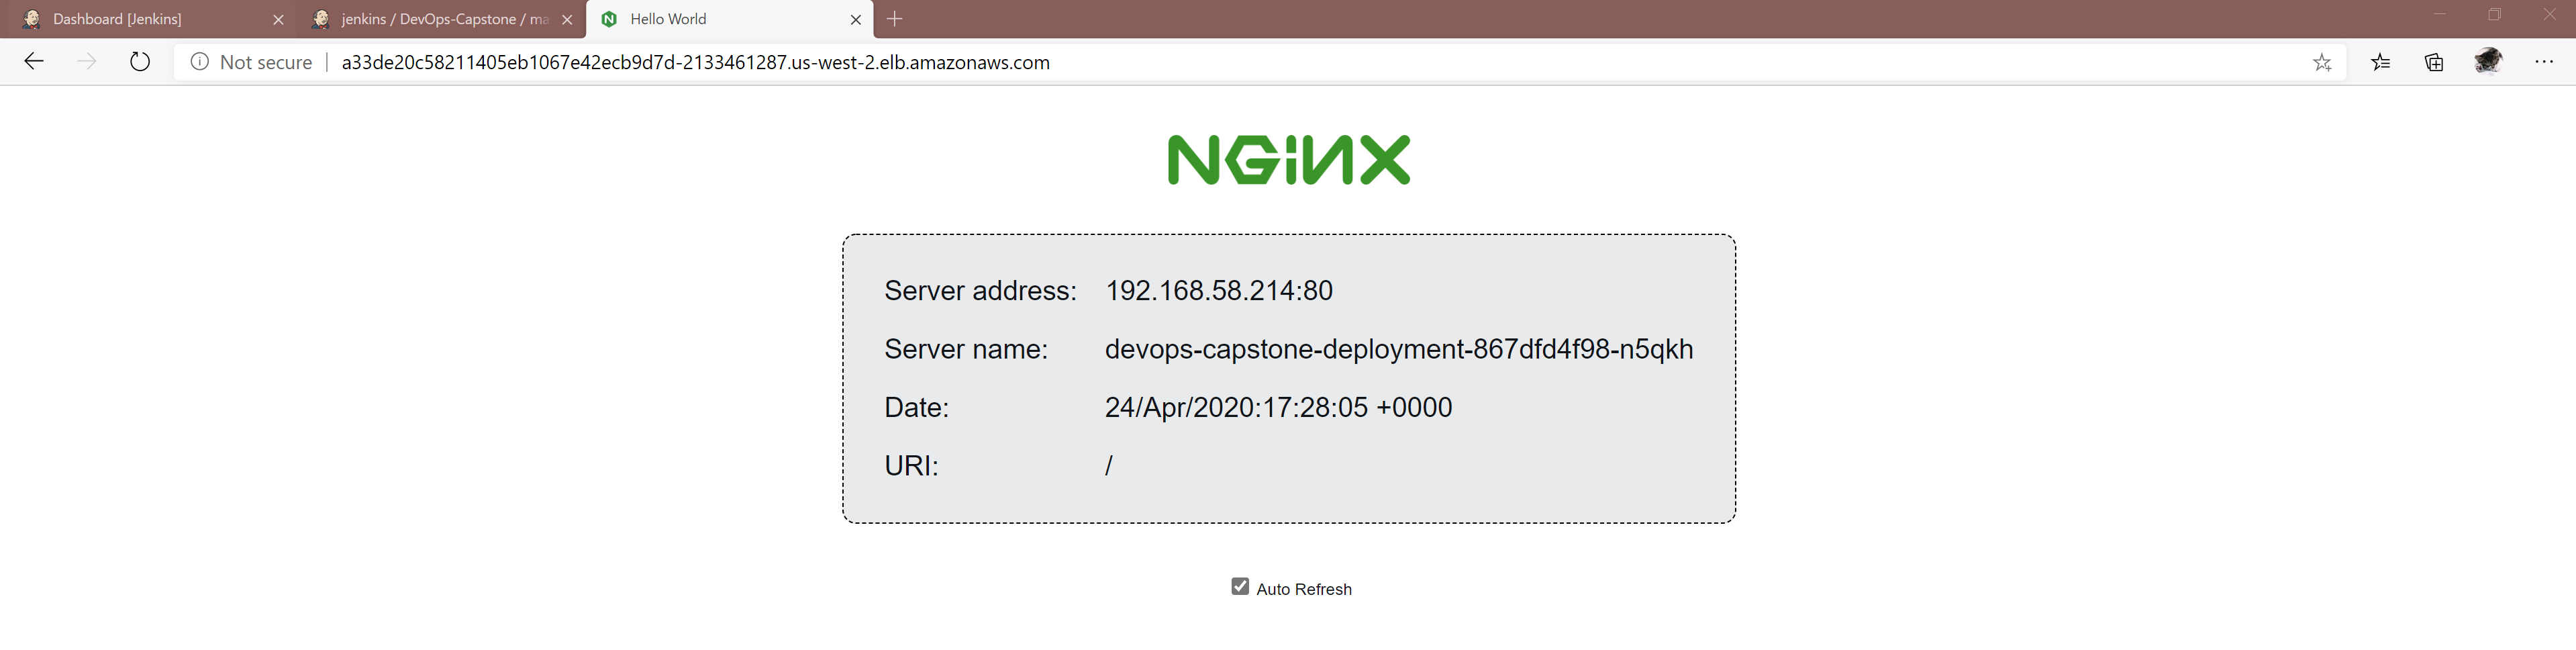 Dashboard [Jenkins]
jenkins / DevOps-Capstone / ma
Hello World
Not secure
a33de20c58211405eb1067e42ecb9d7d-2133461287.us-west-2.elb.amazonaws.com
NGINX
Server address: 192.168.58.214:80
Server name: devops-capstone-deployment-867dfd4f98-n5qkh
Date: 24/Apr/2020:17:28:05 +0000
URI: /
Auto Refresh